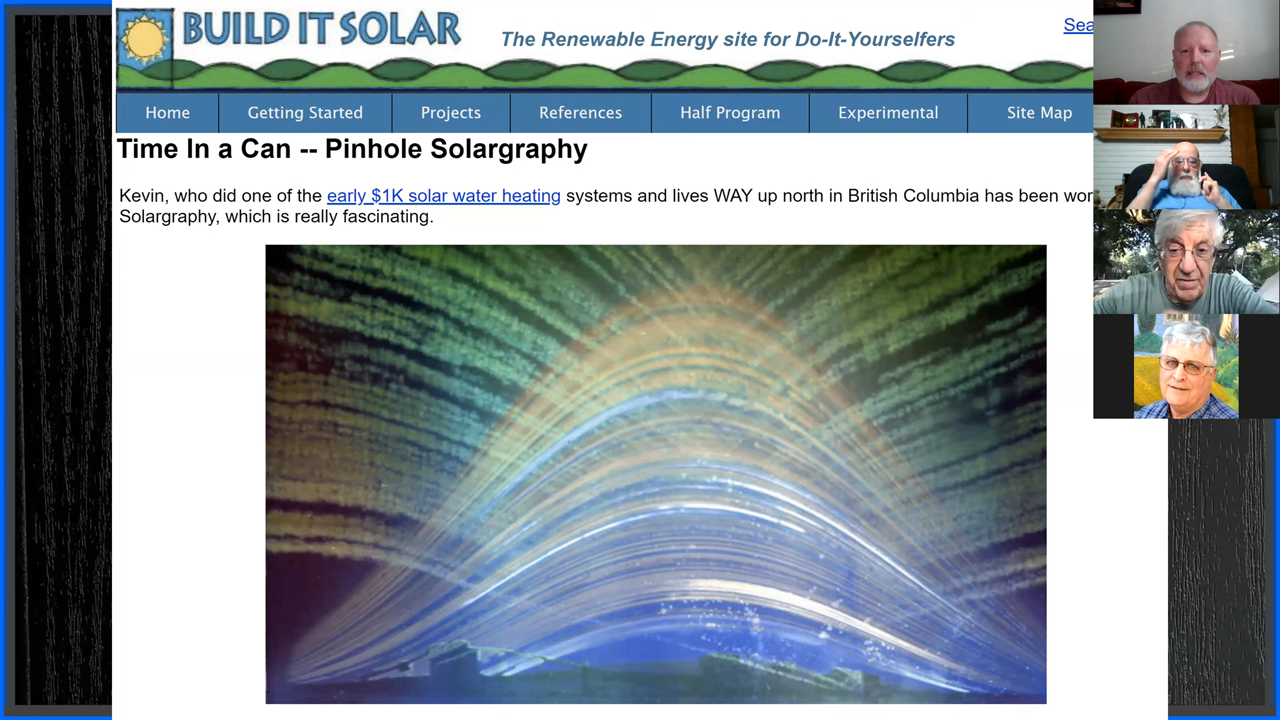 BUILD IT SOLAR
The Renewable Energy site for Do-It-Yourselfers
Home Getting Started Projects References Half Program Experimental Site Map
Time In a Can -- Pinhole Solargraphy
Kevin, who did one of the early $1K solar water heating systems and lives WAY up north in British Columbia has been
Solargraphy, which is really fascinating.